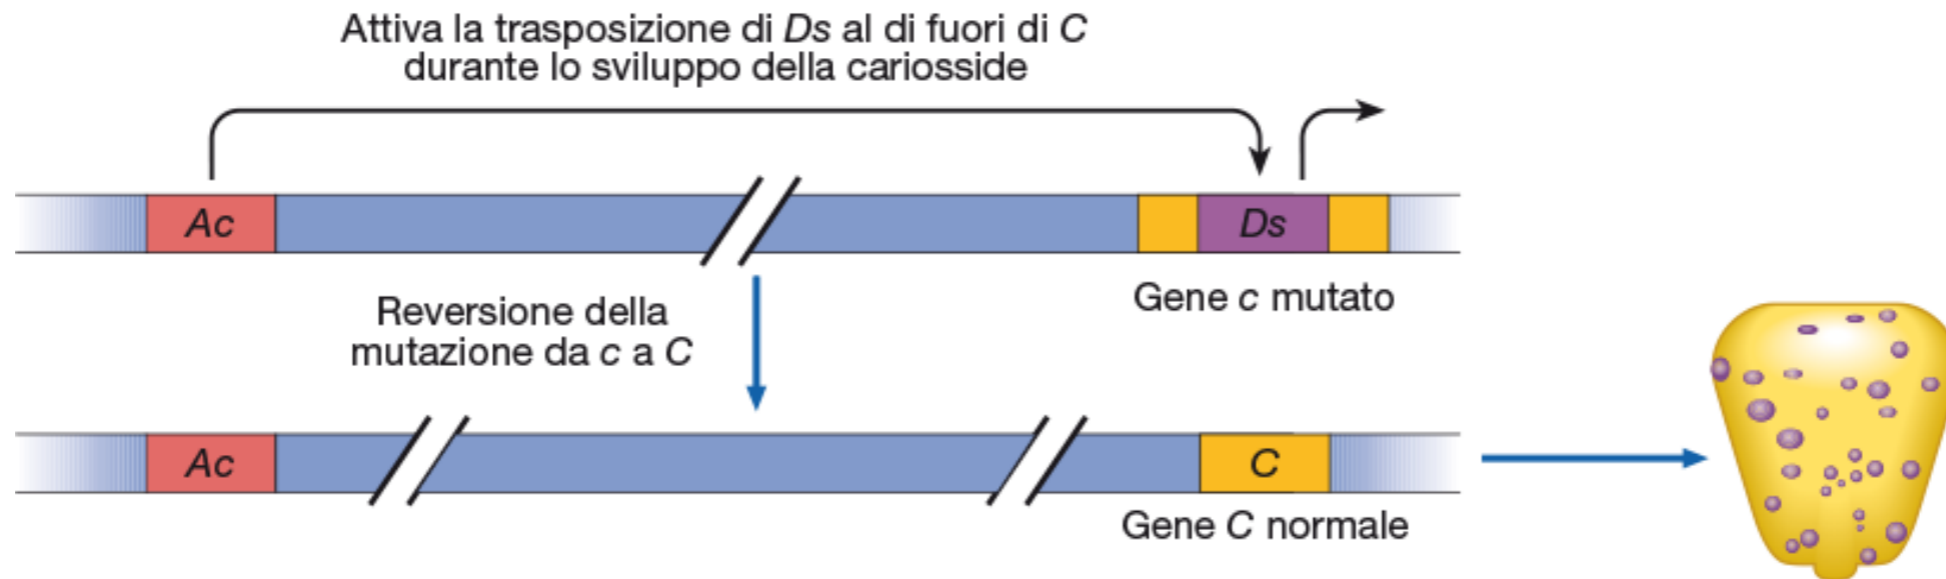 Attiva la trasposizione di Ds al di fuori di C
durante lo sviluppo della cariosside
Ac
Ds
Gene c mutato
Reversione della
mutazione da c a C
Ac
C
Gene C normale